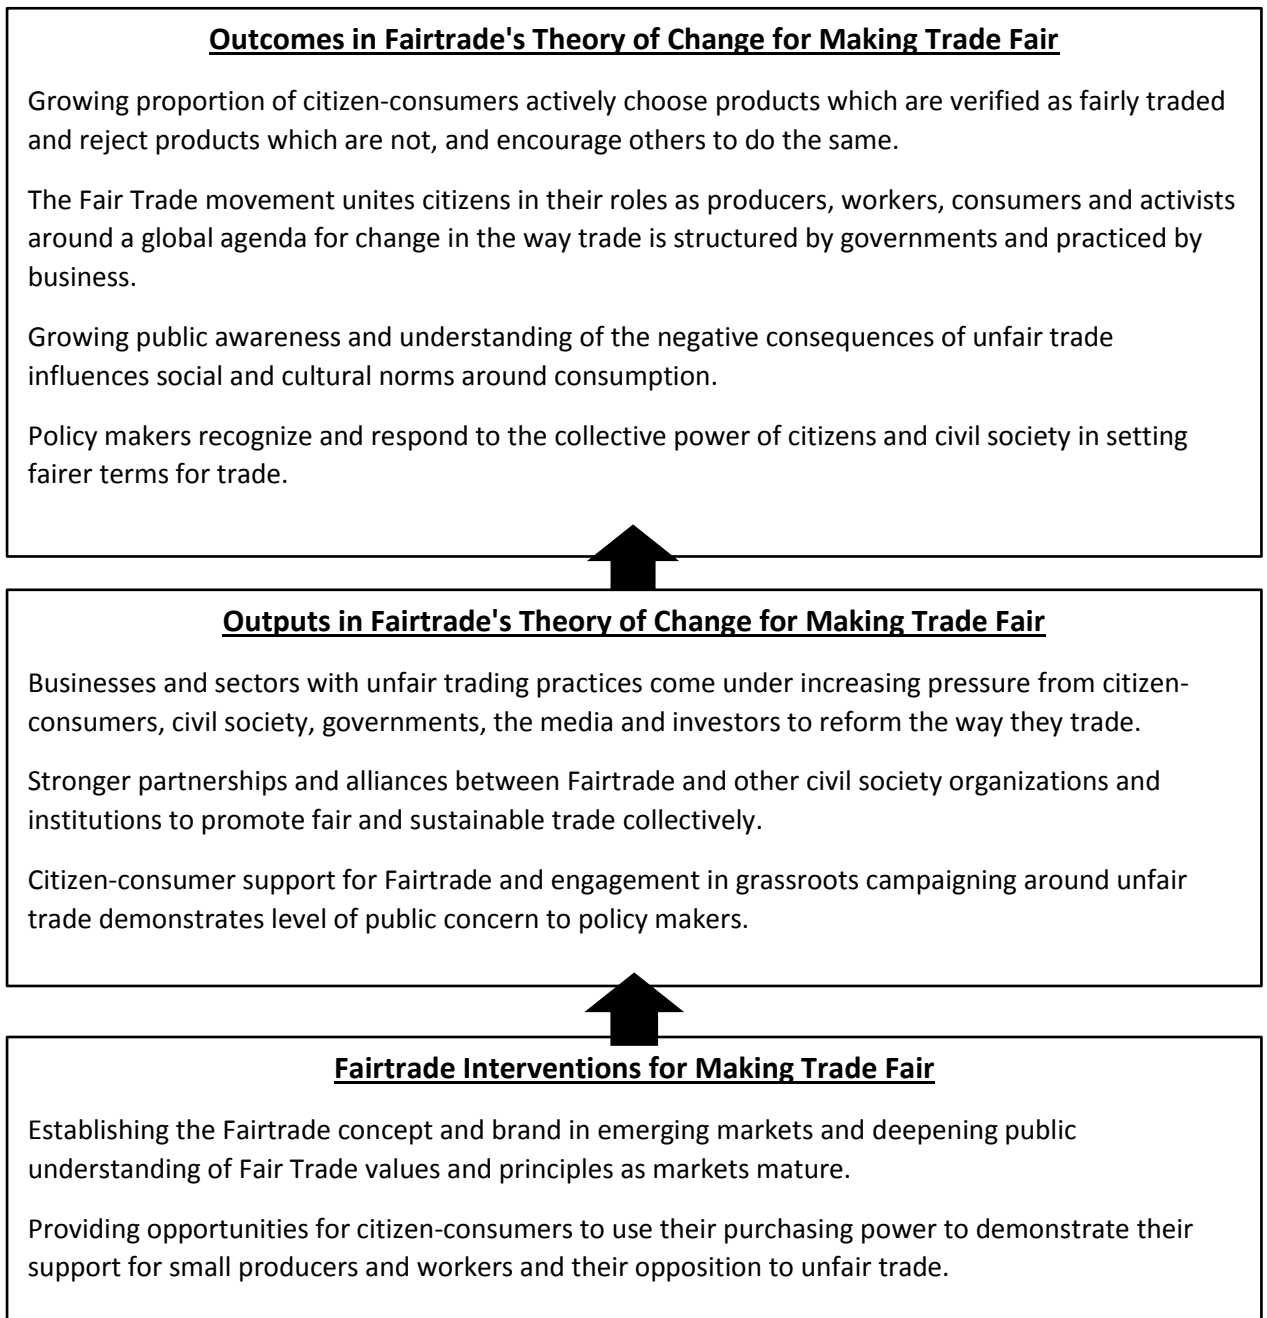 Outcomes in Fairtrade's Theory of Change for Making Trade Fair
Growing proportion of citizen-consumers actively choose products which are verified as fairly traded
and reject products which are not, and encourage others to do the same.
The Fair Trade movement unites citizens in their roles as producers, workers, consumers and activists
around a global agenda for change in the way trade is structured by governments and practiced by
business.
Growing public awareness and understanding of the negative consequences of unfair trade
influences social and cultural norms around consumption.
Policy makers recognize and respond to the collective power of citizens and civil society in setting
fairer terms for trade.
Outputs in Fairtrade's Theory of Change for Making Trade Fair
Businesses and sectors with unfair trading practices come under increasing pressure from citizen-
consumers, civil society, governments, the media and investors to reform the way they trade.
Stronger partnerships and alliances between Fairtrade and other civil society organizations and
institutions to promote fair and sustainable trade collectively.
Citizen-consumer support for Fairtrade and engagement in grassroots campaigning around unfair
trade demonstrates level of public concern to policy makers.
Fairtrade Interventions for Making Trade Fair
Establishing the Fairtrade concept and brand in emerging markets and deepening public
understanding of Fair Trade values and principles as markets mature.
Providing opportunities for citizen-consumers to use their purchasing power to demonstrate their
support for small producers and workers and their opposition to unfair trade.